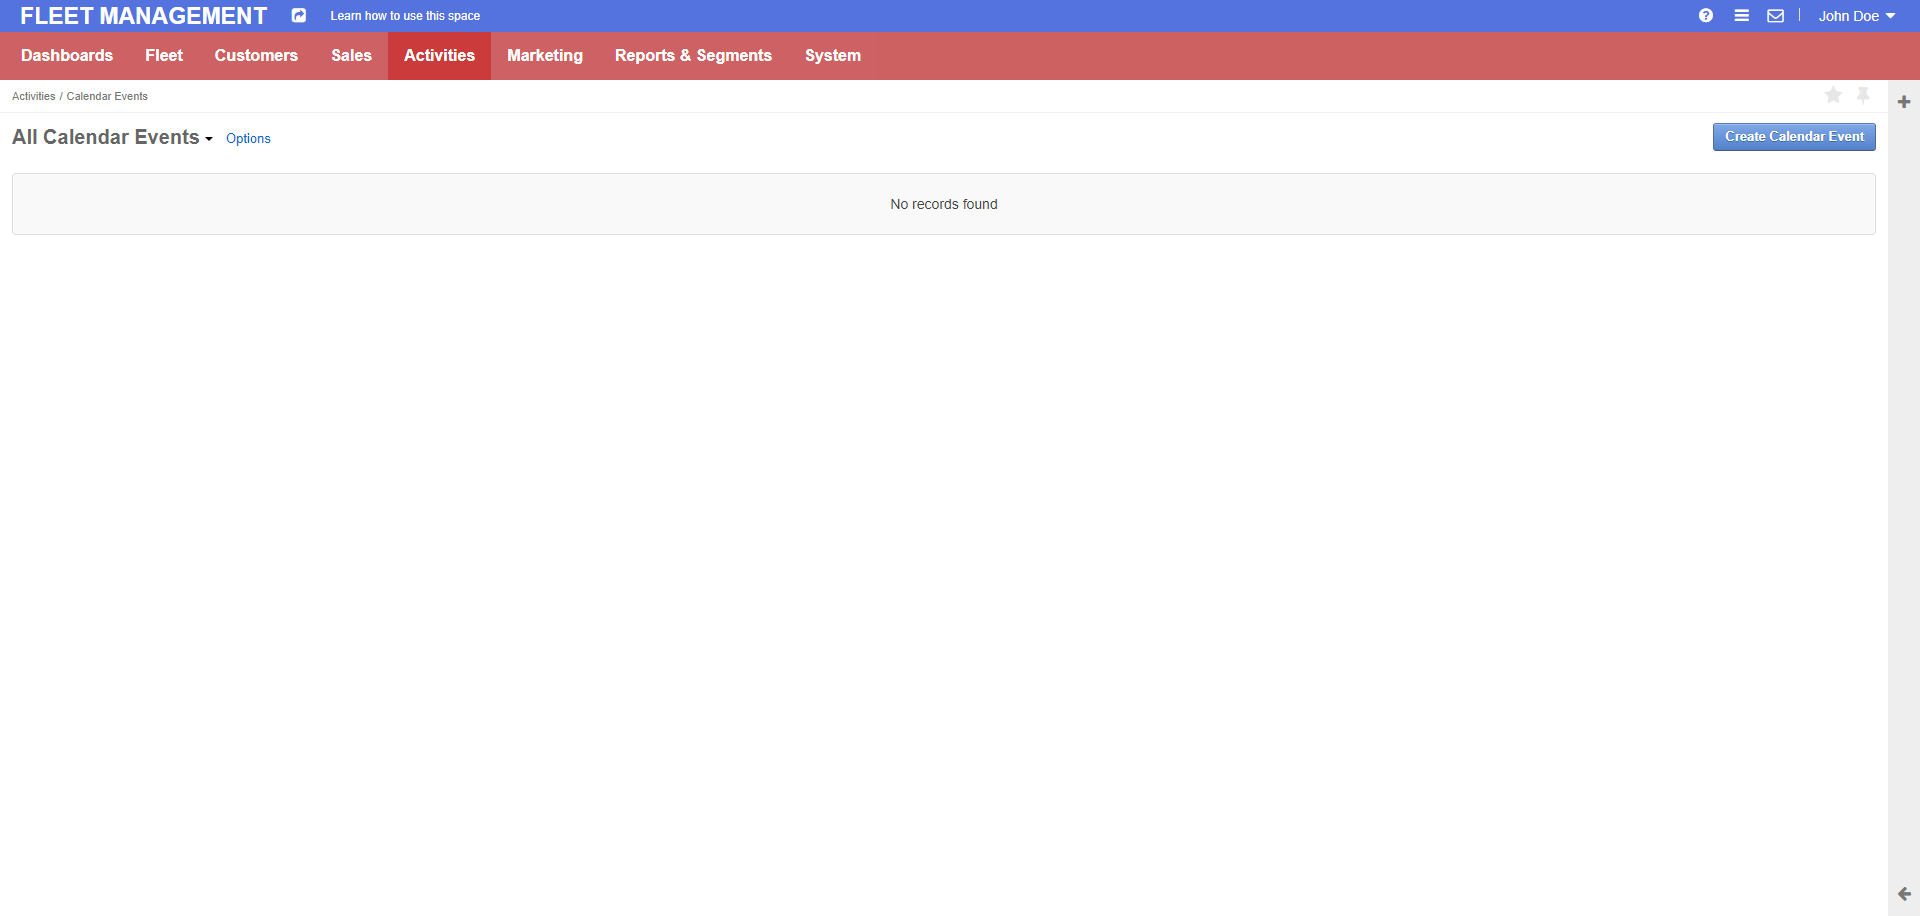 FLEET MANAGEMENT Learn how to use this space John Doe
Dashboards Fleet Customers Sales Activities Marketing Reports & Segments System
Activities / Calendar Events
All Calendar Events Options Create Calendar Event
No records found